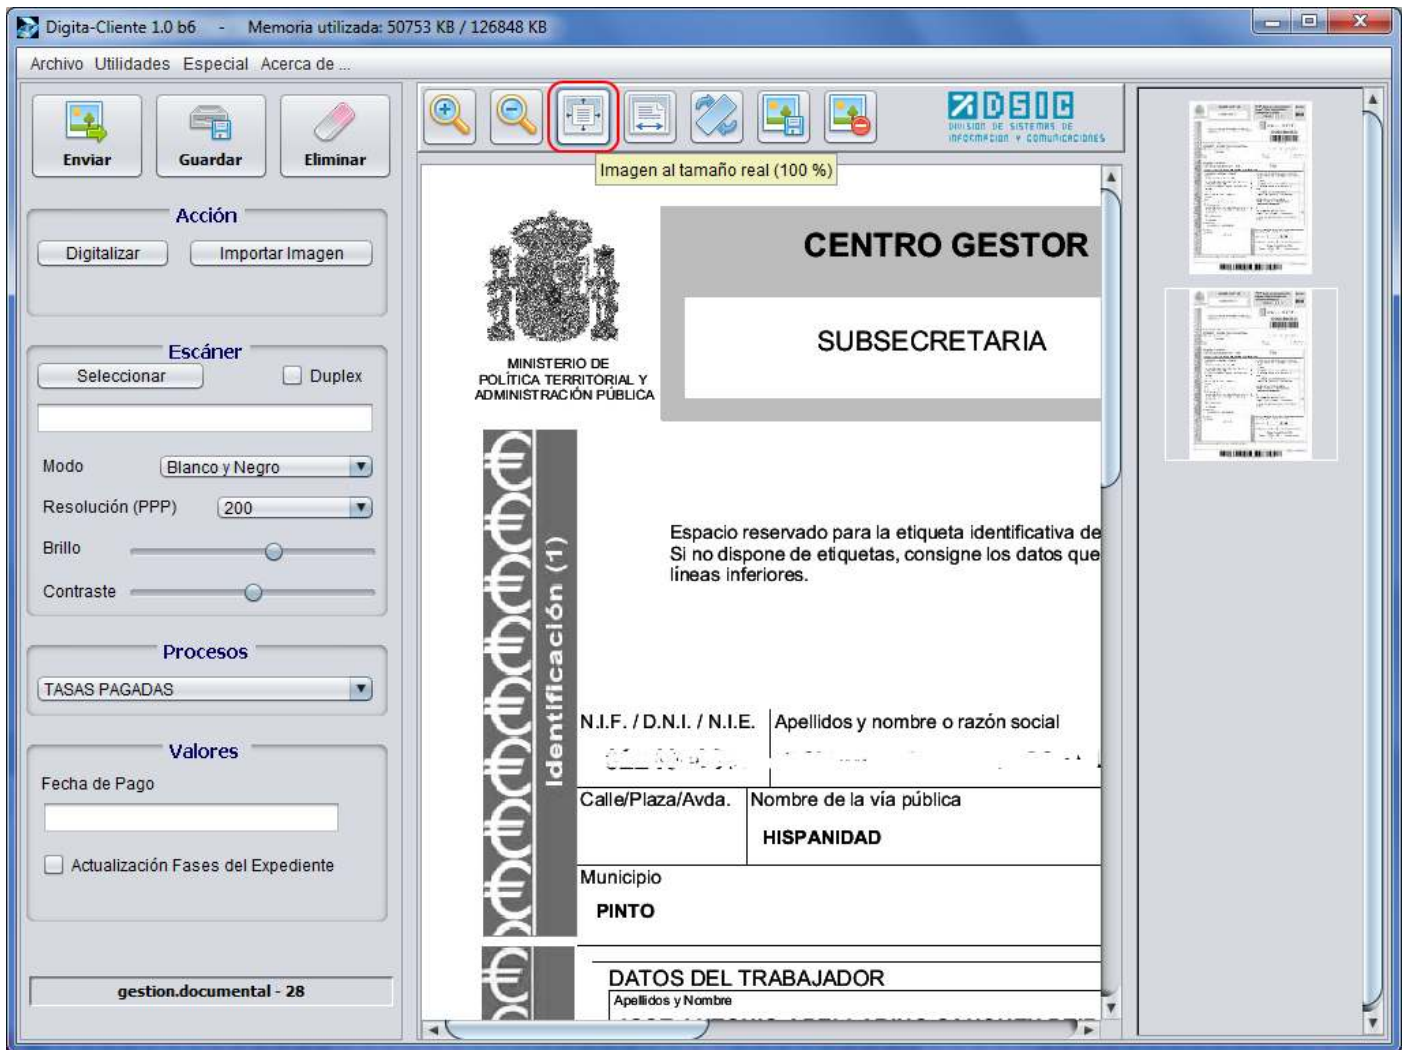 Digita-Cliente 1.0 b6 - Memoria utilizada: 50753 KB / 126848 KB
Archivo Utilidades Especial Acerca de ...
Enviar Guardar Eliminar
Acción
Digitalizar Importar Imagen
Escáner
Seleccionar Duplex
Modo Blanco y Negro
Resolución (PPP) 200
Brillo
Contraste
Procesos
TASAS PAGADAS
Valores
Fecha de Pago
Actualización Fases del Expediente
gestion.documental - 28
DSIC
DIVISION DE SISTEMAS DE
INFORMACION Y COMUNICACIONES
Imagen al tamaño real (100 %)
MINISTERIO DE
POLÍTICA TERRITORIAL Y
ADMINISTRACIÓN PÚBLICA
CENTRO GESTOR
SUBSECRETARIA
Identificación (1)
Espacio reservado para la etiqueta identificativa de
Si no dispone de etiquetas, consigne los datos que
líneas inferiores.
N.I.F. / D.N.I. / N.I.E. Apellidos y nombre o razón social
Calle/Plaza/Avda. Nombre de la vía pública
HISPANIDAD
Municipio
PINTO
DATOS DEL TRABAJADOR
Apellidos y Nombre